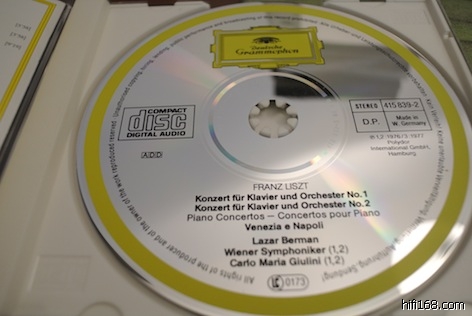 Deutsche
Grammophon
COMPACT
disc
DIGITAL AUDIO
ADD
STEREO 415 839-2
D.P. Made in
W. Germany
℗ 1,2 1976/3 1977
Polydor
International GmbH,
Hamburg
FRANZ LISZT
Konzert für Klavier und Orchester No. 1
Konzert für Klavier und Orchester No. 2
Piano Concertos – Concertos pour Piano
Venezia e Napoli
Lazar Berman
Wiener Symphoniker (1,2)
Carlo Maria Giulini (1,2)
LC 0173
All rights of the producer and of the owner of the work reproduced reserved.
hifi168.com